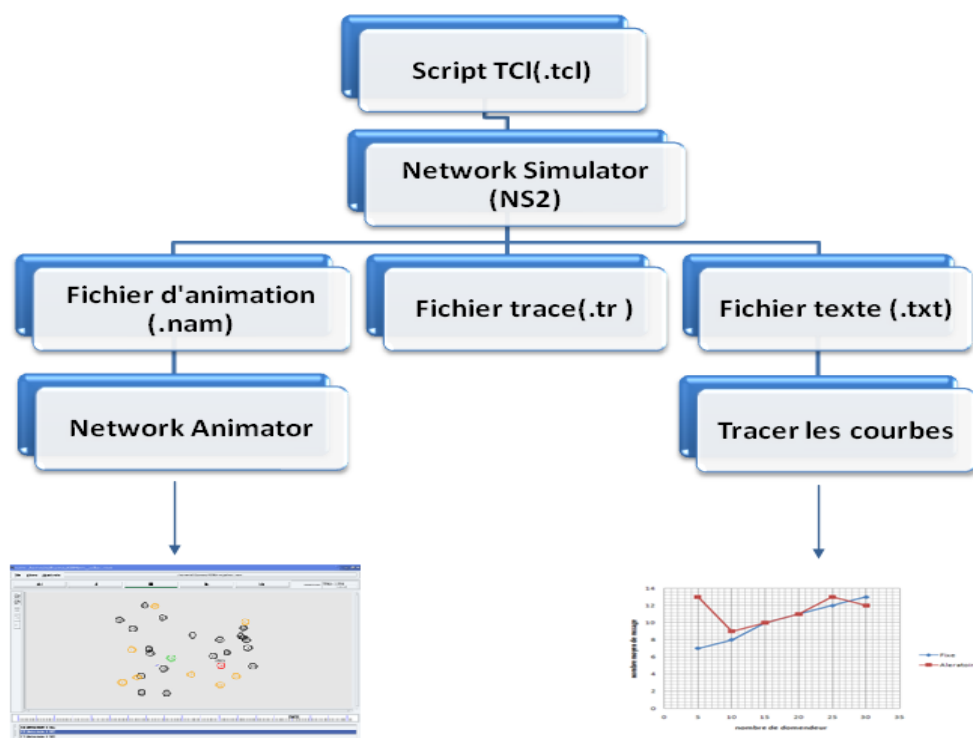 Script TCl(.tcl)
Network Simulator
(NS2)
Fichier d'animation
(.nam)
Fichier trace(.tr )
Fichier texte (.txt)
Network Animator
Tracer les courbes
14
12
10
8
6
4
2
0
0 5 10 15 20 25 30 35
nombre de demandeur
Fixe